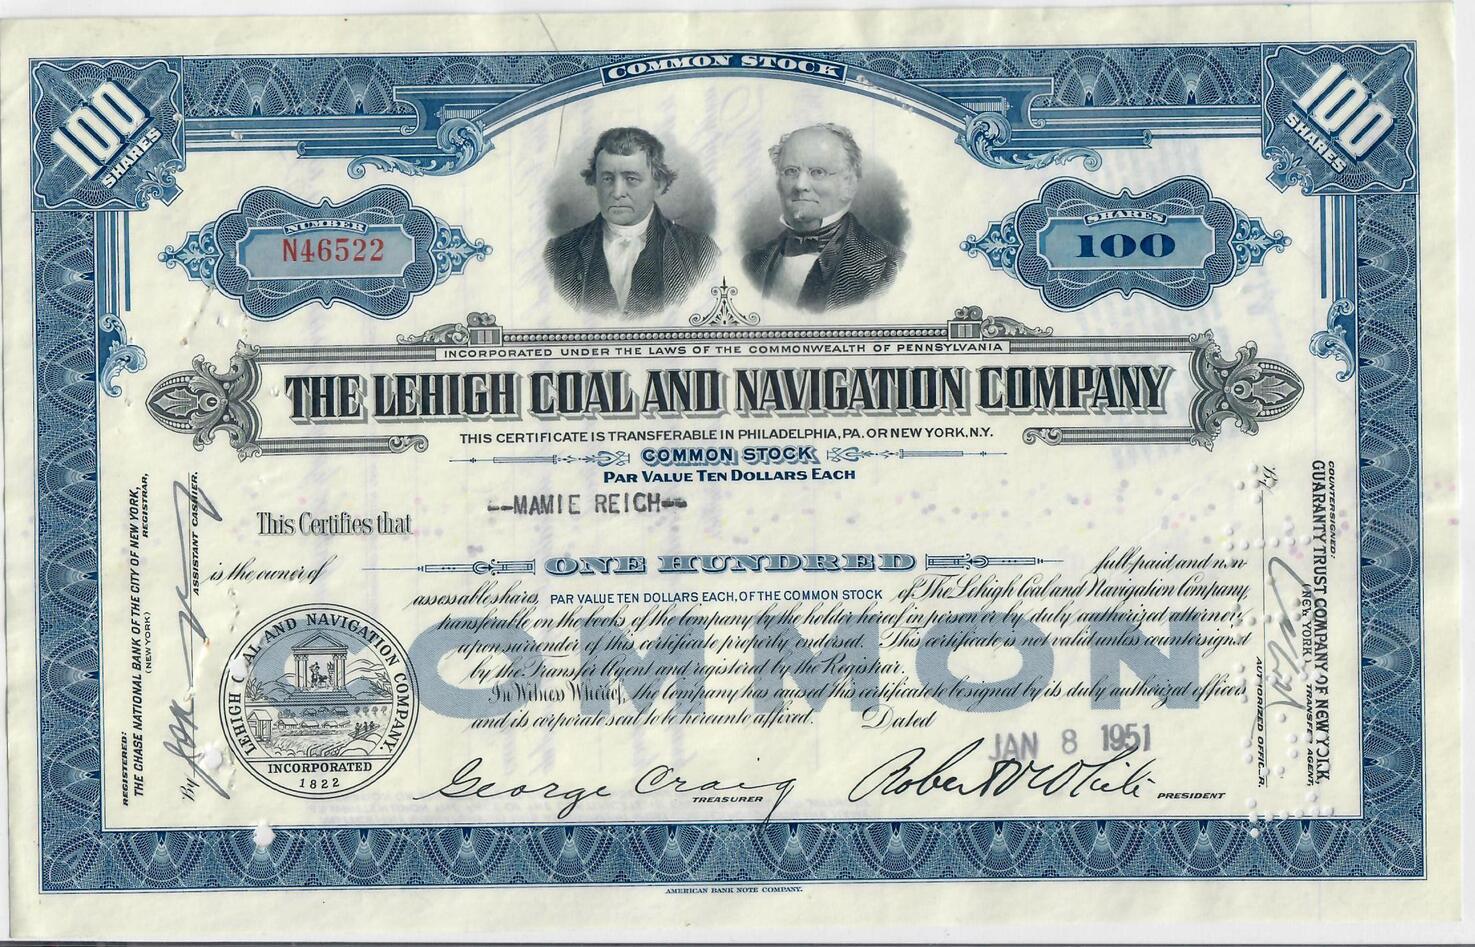 COMMON STOCK
100
SHARES
100
SHARES
NUMBER
N46522
SHARES
100
INCORPORATED UNDER THE LAWS OF THE COMMONWEALTH OF PENNSYLVANIA
THE LEHIGH COAL AND NAVIGATION COMPANY
THIS CERTIFICATE IS TRANSFERABLE IN PHILADELPHIA, PA. OR NEW YORK, N.Y.
COMMON STOCK
PAR VALUE TEN DOLLARS EACH
This Certifies that --MAMIE REICH--
is the owner of ONE HUNDRED full-paid and non-
assessable shares, PAR VALUE TEN DOLLARS EACH, OF THE COMMON STOCK of The Lehigh Coal and Navigation Company,
transferable on the books of the Company by the holder hereof in person or by duly authorized attorney
upon surrender of this certificate properly endorsed. This certificate is not valid unless countersigned
by the Transfer Agent and registered by the Registrar.
In Witness Whereof, the Company has caused this certificate to be signed by its duly authorized officers
and its corporate seal to be hereunto affixed. Dated
JAN 8 1951
COMMON
George Craig
TREASURER
Robert V White
PRESIDENT
LEHIGH COAL AND NAVIGATION COMPANY.
INCORPORATED
1822
REGISTERED:
THE CHASE NATIONAL BANK OF THE CITY OF NEW YORK,
(NEW YORK) REGISTRAR,
By
ASSISTANT CASHIER.
COUNTERSIGNED:
GUARANTY TRUST COMPANY OF NEW YORK,
(NEW YORK) TRANSFER AGENT,
By
AUTHORIZED OFFICER.
AMERICAN BANK NOTE COMPANY.